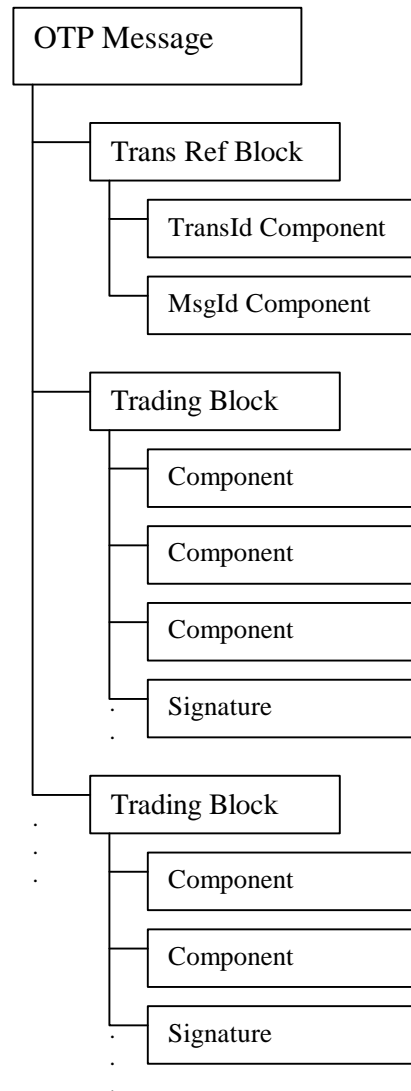 OTP Message
Trans Ref Block
TransId Component
MsgId Component
Trading Block
Component
Component
Component
Signature
.
.
Trading Block
.
.
.
Component
Component
Signature
.
.
.